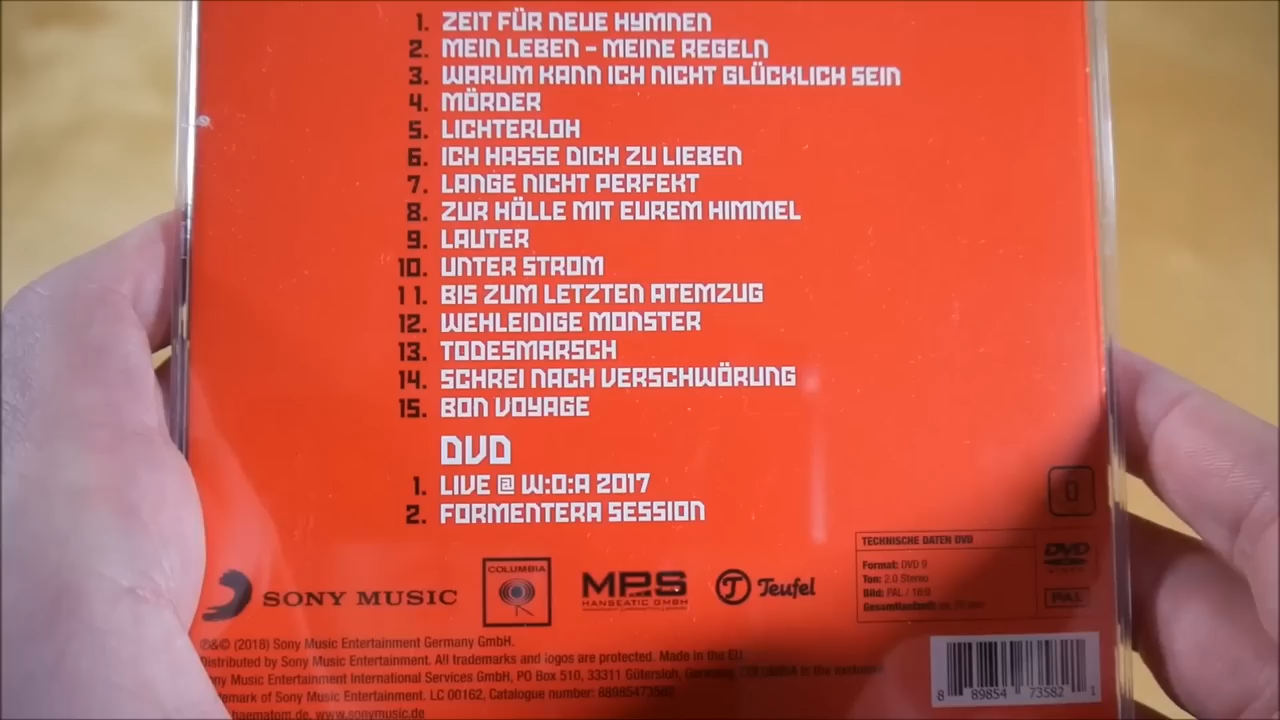 1. ZEIT FÜR NEUE HYMNEN
2. MEIN LEBEN - MEINE REGELN
3. WARUM KANN ICH NICHT GLÜCKLICH SEIN
4. MÖRDER
5. LICHTERLOH
6. ICH HASSE DICH ZU LIEBEN
7. LANGE NICHT PERFEKT
8. ZUR HÖLLE MIT EUREM HIMMEL
9. LAUTER
10. UNTER STROM
11. BIS ZUM LETZTEN ATEMZUG
12. WEHLEIDIGE MONSTER
13. TODESMARSCH
14. SCHREI NACH VERSCHWÖRUNG
15. BON VOYAGE
DVD
1. LIVE @ W:O:A 2017
2. FORMENTERA SESSION
0
TECHNISCHE DATEN DVD
Format: DVD 9
Ton: 2.0 Stereo
Bild: PAL / 16:9
Gesamtlaufzeit:
DVD
PAL
SONY MUSIC
COLUMBIA
MPS
HANSEATIC GMBH
Teufel
℗&© (2018) Sony Music Entertainment Germany GmbH.
Distributed by Sony Music Entertainment. All trademarks and logos are protected. Made in the EU.
Sony Music Entertainment International Services GmbH, PO Box 510, 33311 Gütersloh, Germany. COLUMBIA is the
of Sony Music Entertainment. LC 00162, Catalogue number:
haematom.de, www.sonymusic.de
8 89854 73582 1